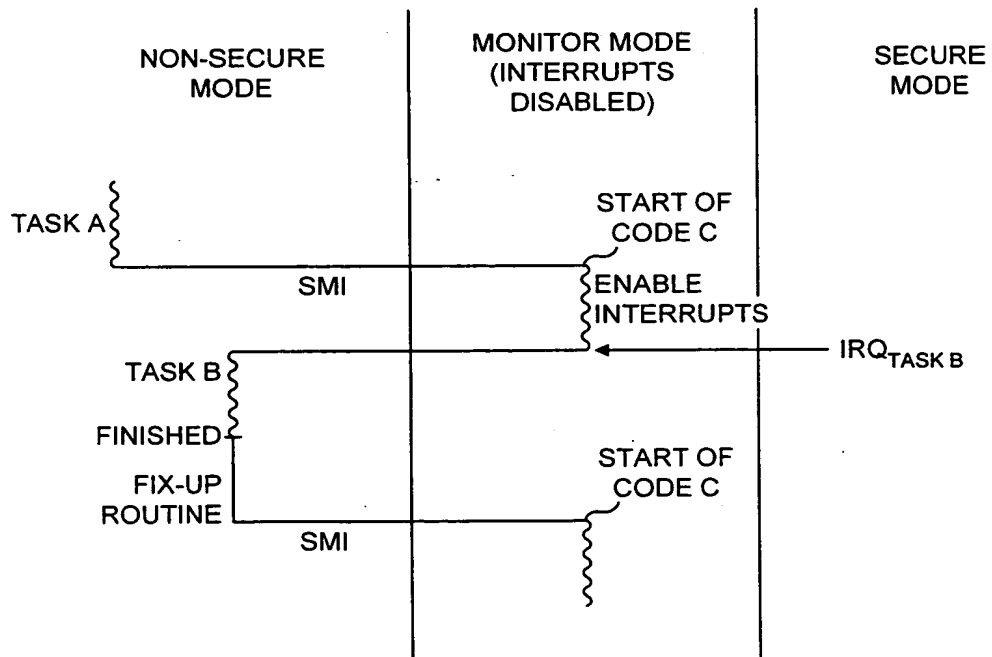 NON-SECURE
MODE
MONITOR MODE
(INTERRUPTS
DISABLED)
SECURE
MODE
TASK A
SMI
START OF
CODE C
ENABLE
INTERRUPTS
IRQTASK B
TASK B
FINISHED
FIX-UP
ROUTINE
SMI
START OF
CODE C